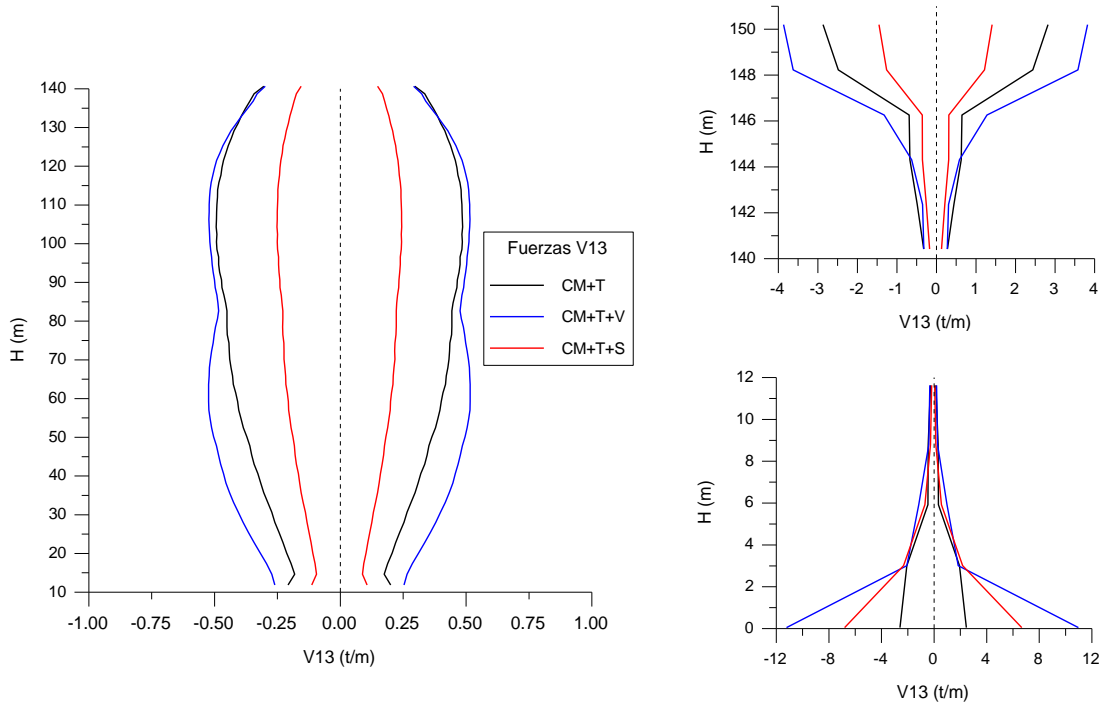 140
130
120
110
100
90
80
70
60
50
40
30
20
10
H (m)
-1.00 -0.75 -0.50 -0.25 0.00 0.25 0.50 0.75 1.00
V13 (t/m)
Fuerzas V13
CM+T
CM+T+V
CM+T+S
150
148
146
144
142
140
H (m)
-4 -3 -2 -1 0 1 2 3 4
V13 (t/m)
12
10
8
6
4
2
0
H (m)
-12 -8 -4 0 4 8 12
V13 (t/m)